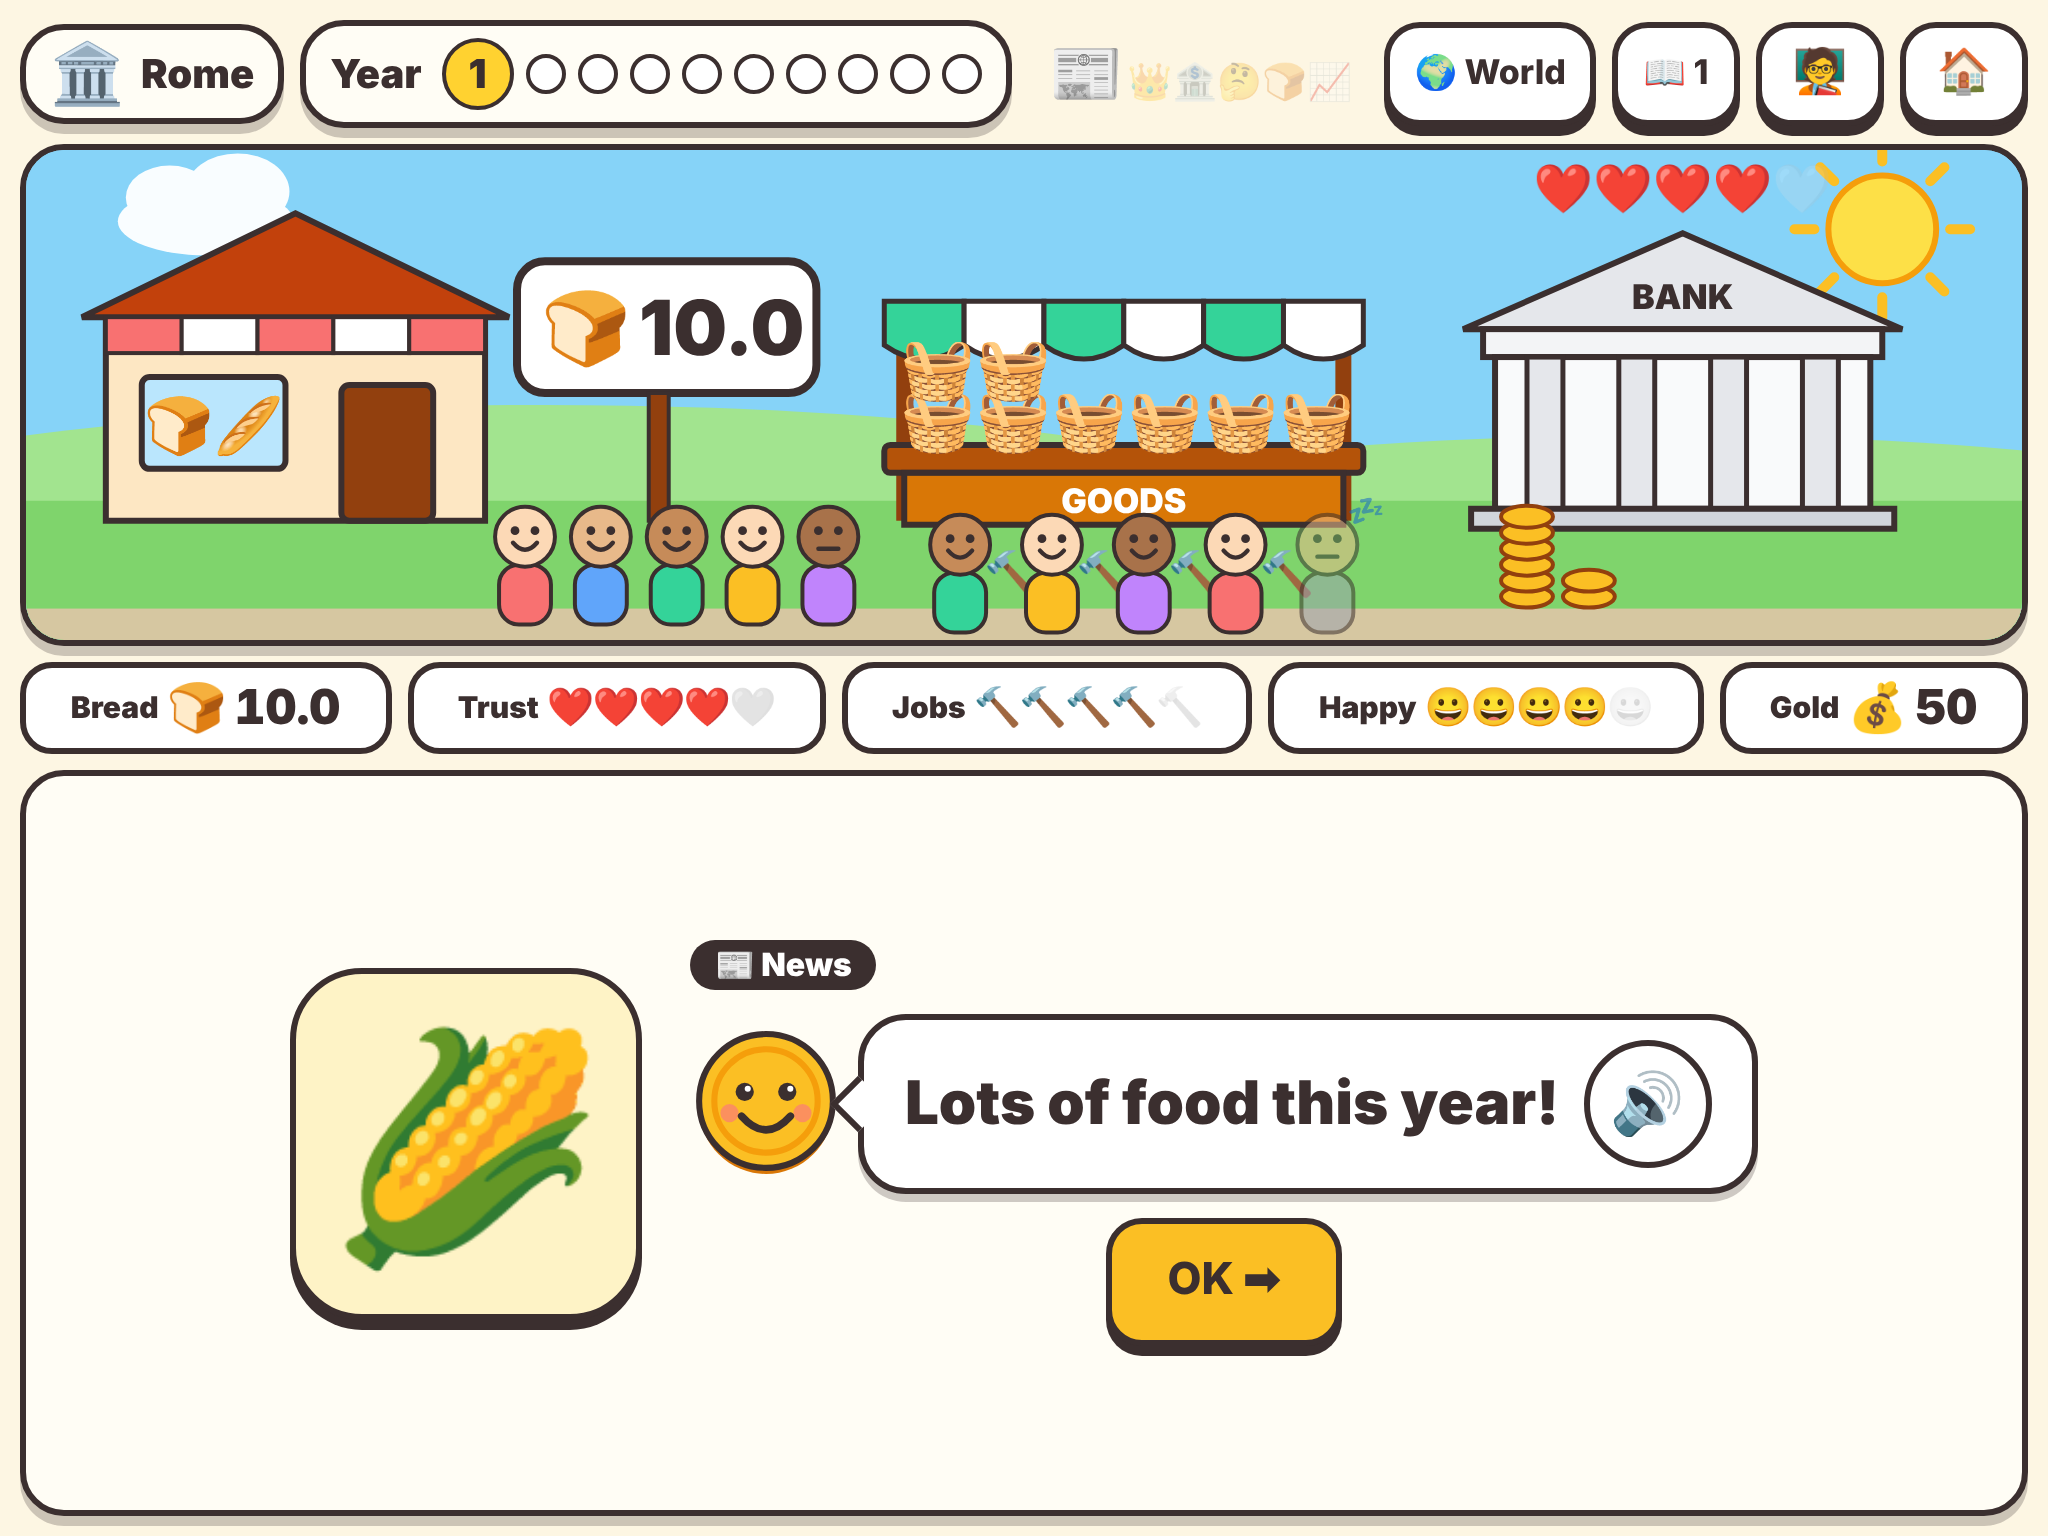 Rome
Year 1
World
1
10.0
BANK
GOODS
zzz
Bread 10.0
Trust
Jobs
Happy
Gold 50
News
Lots of food this year!
OK ➡